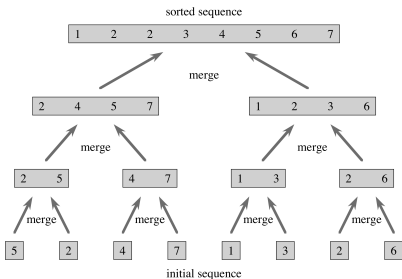 sorted sequence
1 2 2 3 4 5 6 7
merge
2 4 5 7 1 2 3 6
merge merge
2 5 4 7 1 3 2 6
merge merge merge merge
5 2 4 7 1 3 2 6
initial sequence